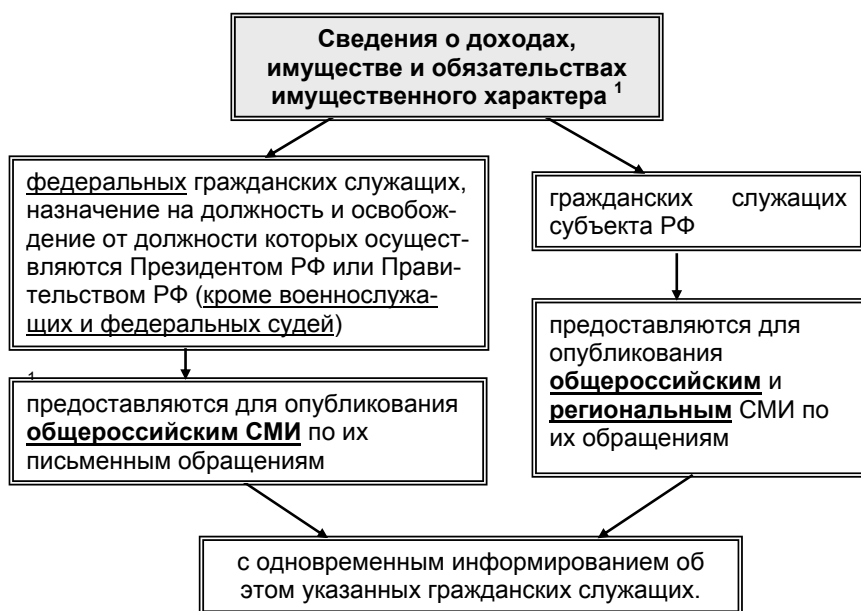 Сведения о доходах,
имуществе и обязательствах
имущественного характера ¹
федеральных гражданских служащих,
назначение на должность и освобож-
дение от должности которых осущест-
вляются Президентом РФ или Прави-
тельством РФ (кроме военнослужа-
щих и федеральных судей)
1
предоставляются для опубликования
общероссийским СМИ по их
письменным обращениям
гражданских служащих
субъекта РФ
предоставляются для
опубликования
общероссийским и
региональным СМИ по
их обращениям
с одновременным информированием об
этом указанных гражданских служащих.